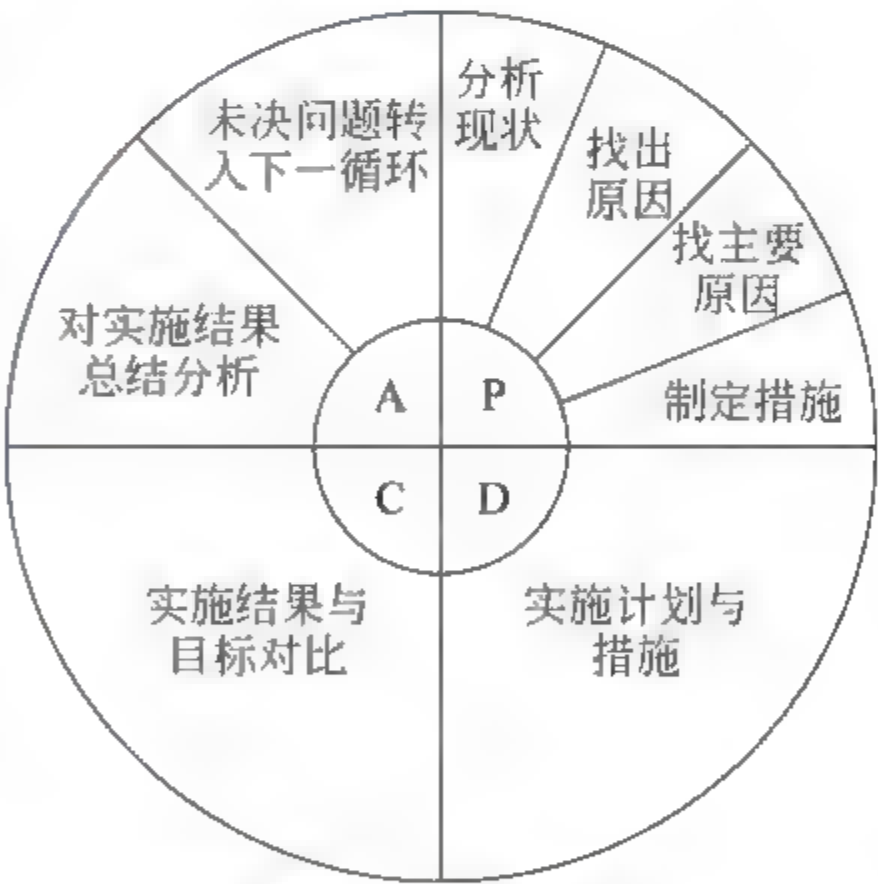 未决问题转
入下一循环
分析
现状
找出
原因
找主要
原因
制定措施
对实施结果
总结分析
A
P
C
D
实施结果与
目标对比
实施计划与
措施